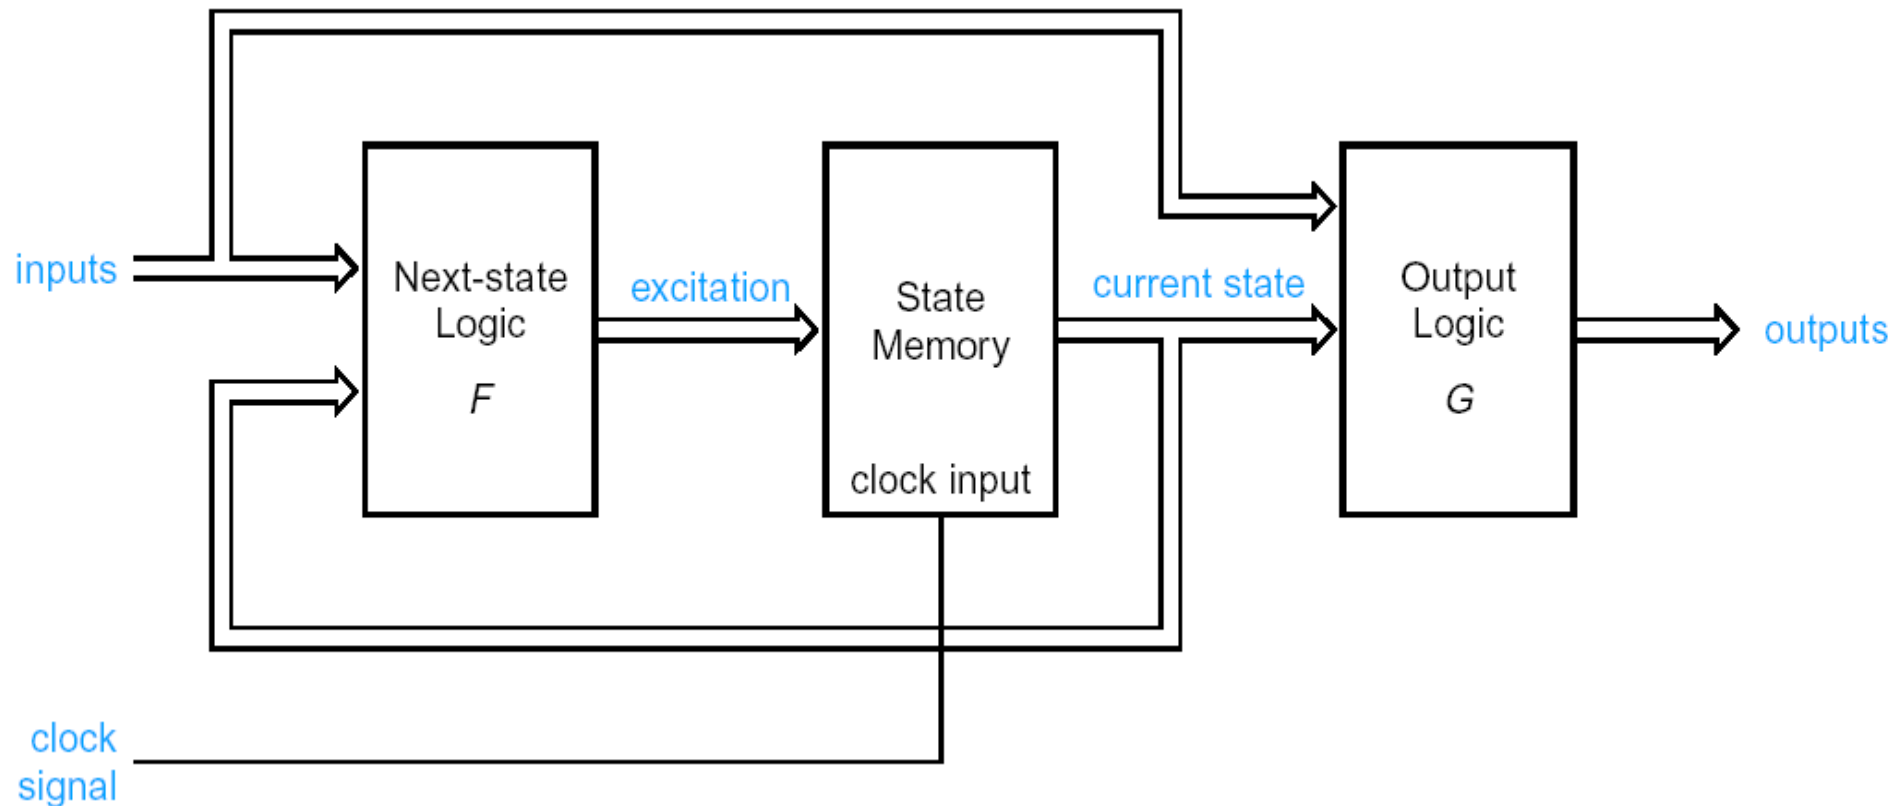 inputs
Next-state
Logic
F
excitation
State
Memory
clock input
current state
Output
Logic
G
outputs
clock
signal